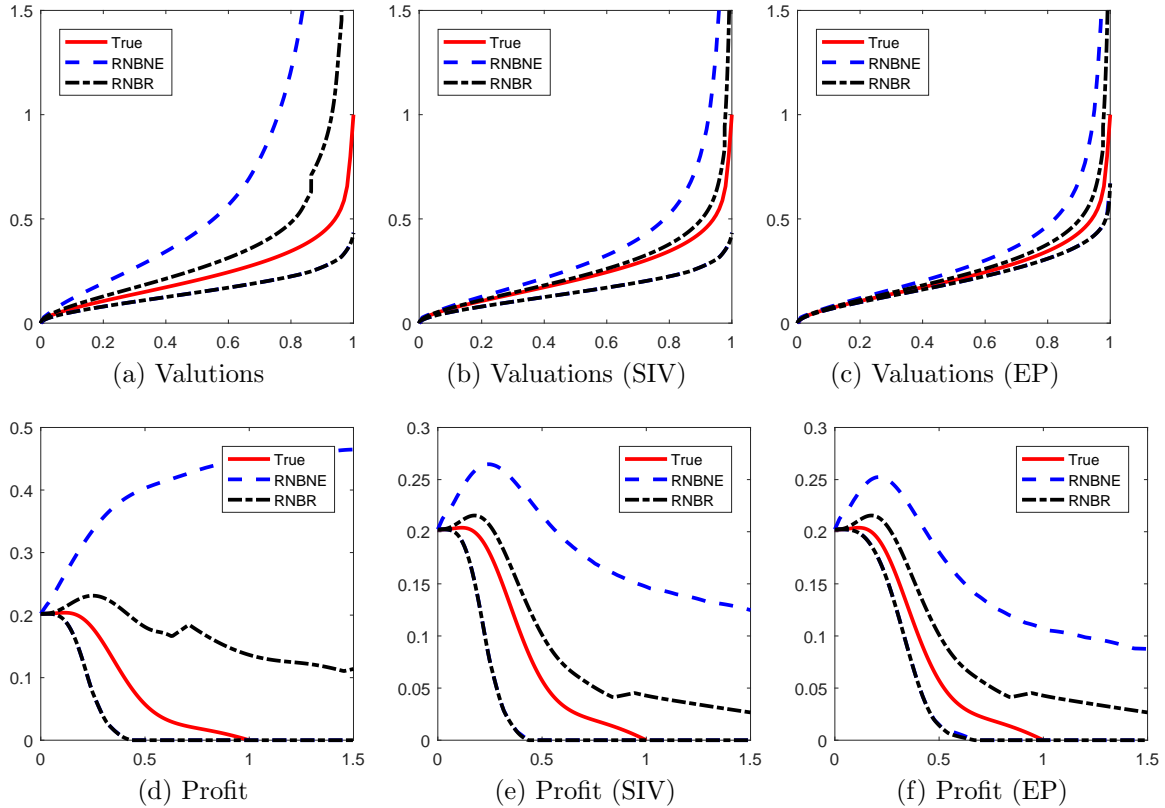 1.5
1
0.5
0
0 0.2 0.4 0.6 0.8 1
True
RNBNE
RNBR
(a) Valutions
1.5
1
0.5
0
0 0.2 0.4 0.6 0.8 1
True
RNBNE
RNBR
(b) Valuations (SIV)
1.5
1
0.5
0
0 0.2 0.4 0.6 0.8 1
True
RNBNE
RNBR
(c) Valuations (EP)
0.5
0.4
0.3
0.2
0.1
0
0 0.5 1 1.5
True
RNBNE
RNBR
(d) Profit
0.3
0.25
0.2
0.15
0.1
0.05
0
0 0.5 1 1.5
True
RNBNE
RNBR
(e) Profit (SIV)
0.3
0.25
0.2
0.15
0.1
0.05
0
0 0.5 1 1.5
True
RNBNE
RNBR
(f) Profit (EP)